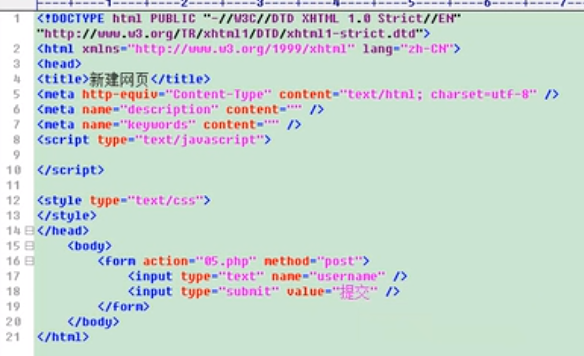 1 <!DOCTYPE html PUBLIC "-//W3C//DTD XHTML 1.0 Strict//EN"
"http://www.w3.org/TR/xhtml1/DTD/xhtml1-strict.dtd">
2 <html xmlns="http://www.w3.org/1999/xhtml" lang="zh-CN">
3 <head>
4 <title>新建网页</title>
5 <meta http-equiv="Content-Type" content="text/html; charset=utf-8" />
6 <meta name="description" content="" />
7 <meta name="keywords" content="" />
8 <script type="text/javascript">
9
10 </script>
11
12 <style type="text/css">
13 </style>
14 </head>
15 <body>
16 <form action="05.php" method="post">
17 <input type="text" name="username" />
18 <input type="submit" value="提交" />
19 </form>
20 </body>
21 </html>